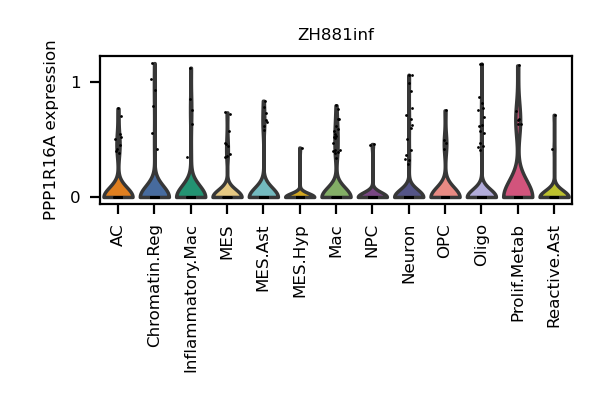 ZH881inf
PPP1R16A expression
1
0
AC
Chromatin.Reg
Inflammatory.Mac
MES
MES.Ast
MES.Hyp
Mac
NPC
Neuron
OPC
Oligo
Prolif.Metab
Reactive.Ast